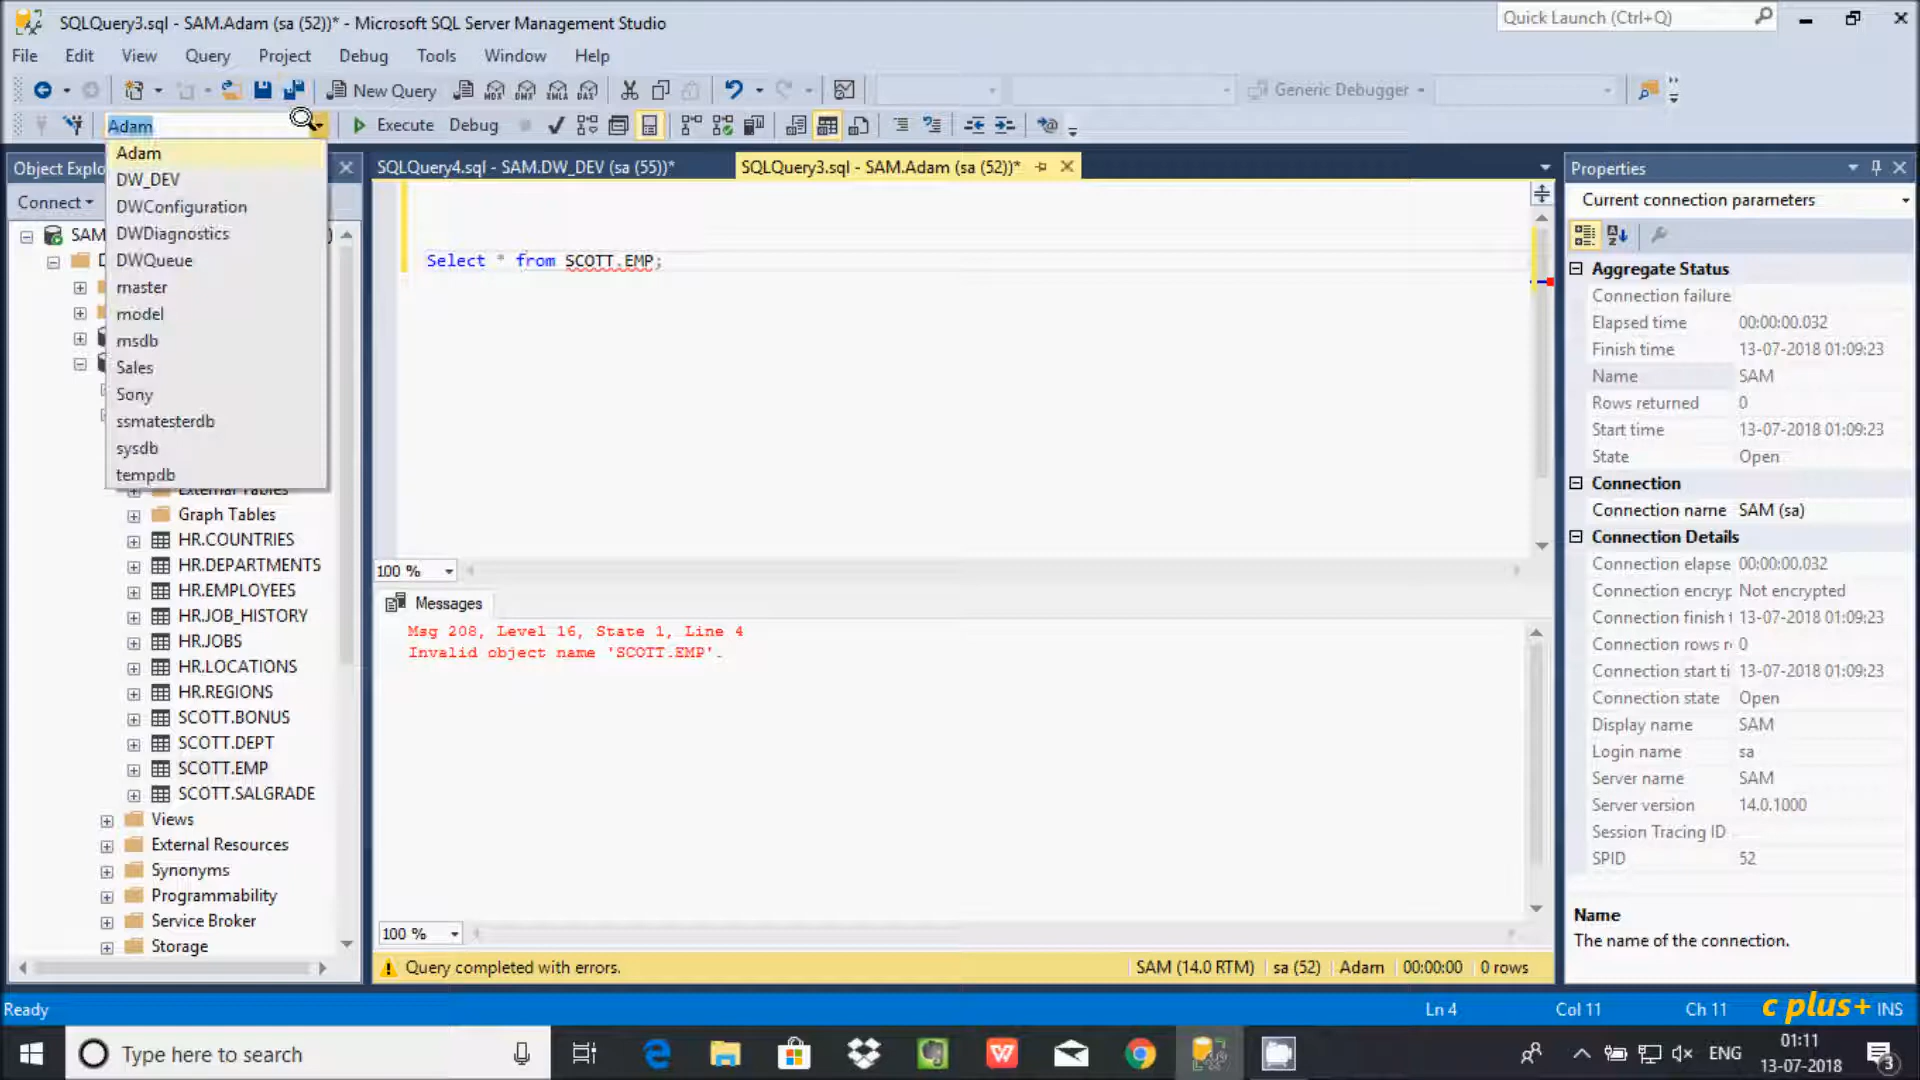 SQLQuery3.sql - SAM.Adam (sa (52))* - Microsoft SQL Server Management Studio
Quick Launch (Ctrl+Q)
File Edit View Query Project Debug Tools Window Help
New Query MDX DMX XMLA DAX Generic Debugger
Adam Execute Debug
Adam
DW_DEV
DWConfiguration
DWDiagnostics
DWQueue
master
model
msdb
Sales
Sony
ssmatesterdb
sysdb
tempdb
Object Explo
Connect
SAM )
External Tables
Graph Tables
HR.COUNTRIES
HR.DEPARTMENTS
HR.EMPLOYEES
HR.JOB_HISTORY
HR.JOBS
HR.LOCATIONS
HR.REGIONS
SCOTT.BONUS
SCOTT.DEPT
SCOTT.EMP
SCOTT.SALGRADE
Views
External Resources
Synonyms
Programmability
Service Broker
Storage
SQLQuery4.sql - SAM.DW_DEV (sa (55))* SQLQuery3.sql - SAM.Adam (sa (52))*
Select * from SCOTT.EMP;
100 %
Messages
Msg 208, Level 16, State 1, Line 4
Invalid object name 'SCOTT.EMP'.
100 %
Query completed with errors. SAM (14.0 RTM) sa (52) Adam 00:00:00 0 rows
Properties
Current connection parameters
Aggregate Status
Connection failure
Elapsed time 00:00:00.032
Finish time 13-07-2018 01:09:23
Name SAM
Rows returned 0
Start time 13-07-2018 01:09:23
State Open
Connection
Connection name SAM (sa)
Connection Details
Connection elapse 00:00:00.032
Connection encryp Not encrypted
Connection finish t 13-07-2018 01:09:23
Connection rows r 0
Connection start ti 13-07-2018 01:09:23
Connection state Open
Display name SAM
Login name sa
Server name SAM
Server version 14.0.1000
Session Tracing ID
SPID 52
Name
The name of the connection.
Ready Ln 4 Col 11 Ch 11 c plus+ INS
Type here to search ENG 01:11
13-07-2018 3